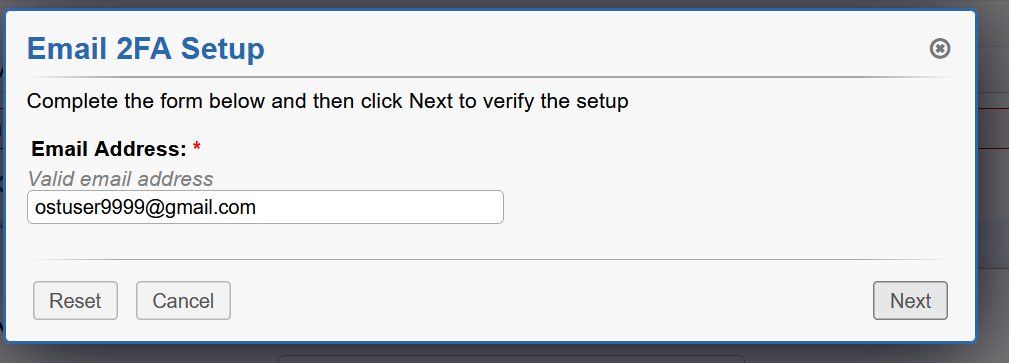 Email 2FA Setup
Complete the form below and then click Next to verify the setup
Email Address: *
Valid email address
ostuser9999@gmail.com
Reset Cancel Next